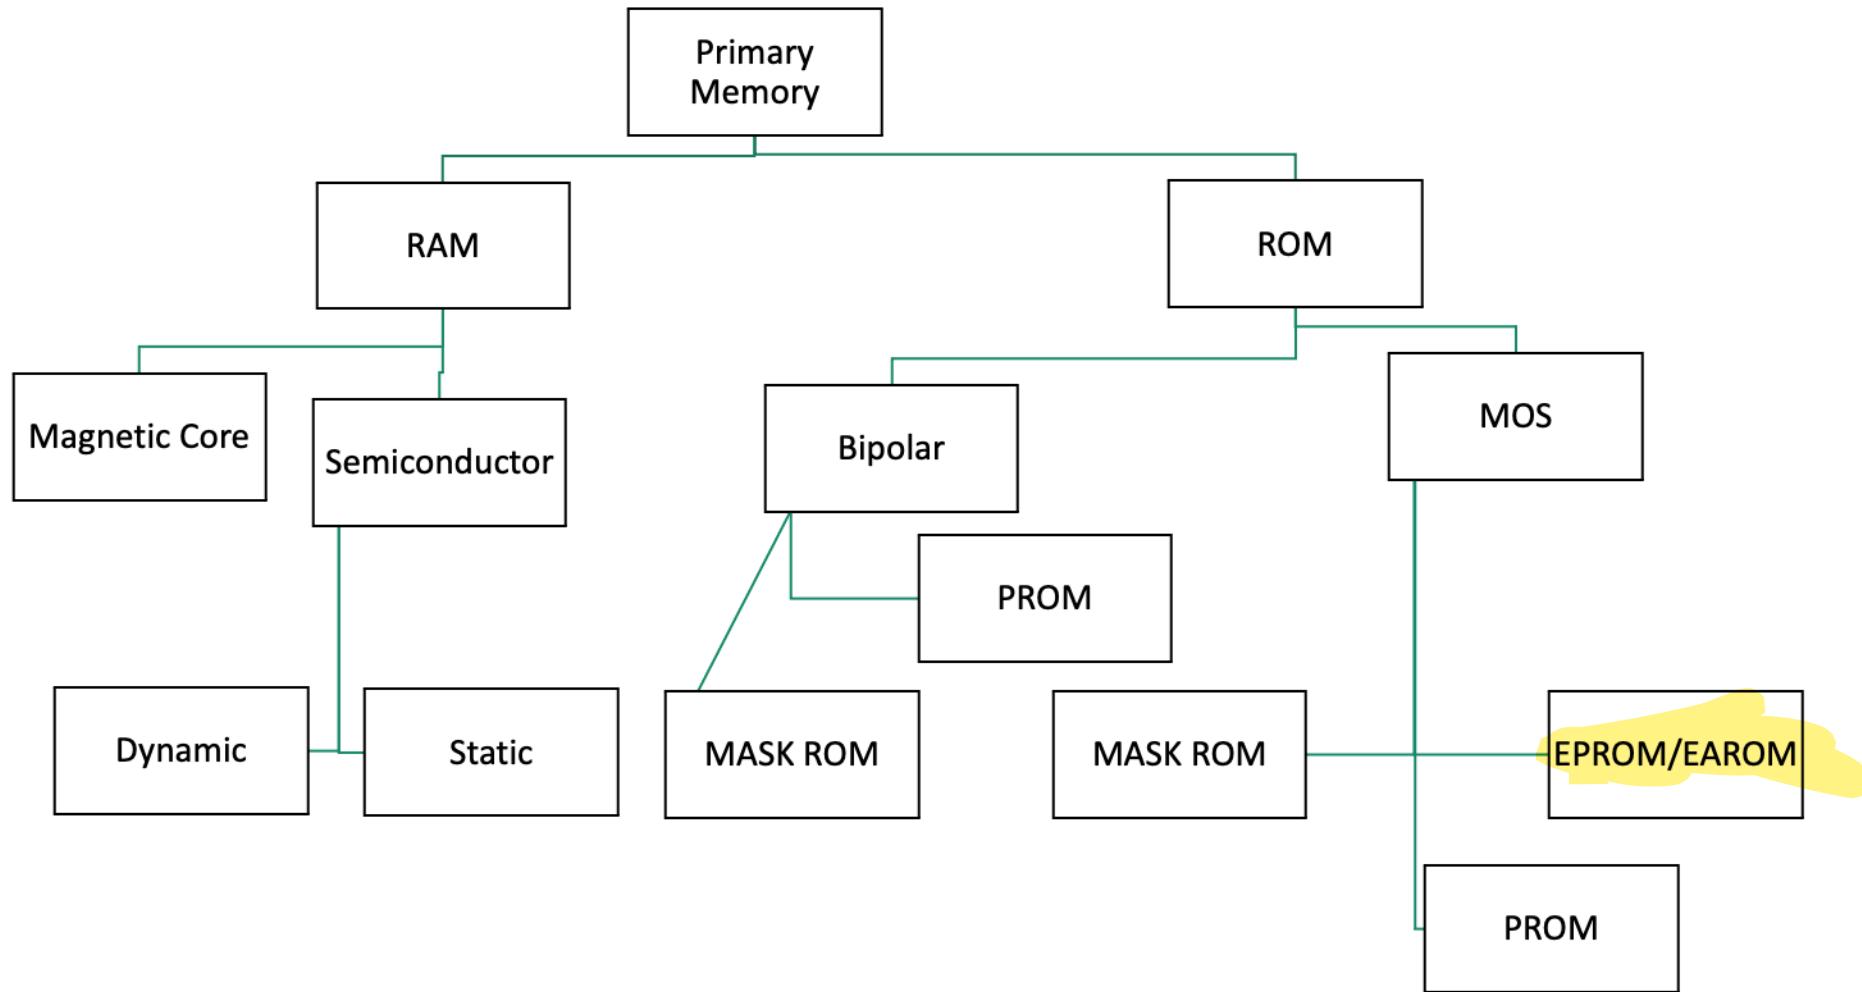 Primary
Memory
RAM
ROM
Magnetic Core
Semiconductor
Bipolar
MOS
PROM
Dynamic
Static
MASK ROM
MASK ROM
EPROM/EAROM
PROM